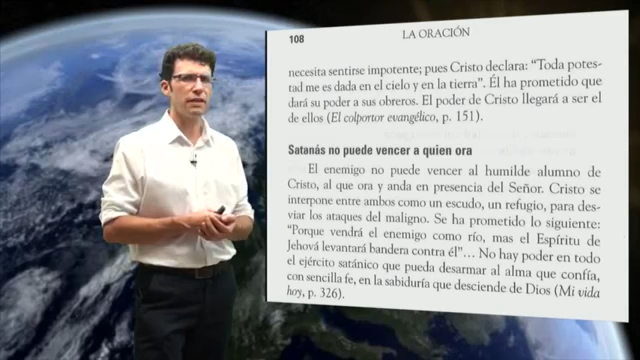 108
LA ORACIÓN
necesita sentirse impotente; pues Cristo declara: “Toda potes-
tad me es dada en el cielo y en la tierra”. Él ha prometido que
dará su poder a sus obreros. El poder de Cristo llegará a ser el
de ellos (El colportor evangélico, p. 151).
Satanás no puede vencer a quien ora
El enemigo no puede vencer al humilde alumno de
Cristo, al que ora y anda en presencia del Señor. Cristo se
interpone entre ambos como un escudo, un refugio, para des-
viar los ataques del maligno. Se ha prometido lo siguiente:
“Porque vendrá el enemigo como río, mas el Espíritu de
Jehová levantará bandera contra él”... No hay poder en todo
el ejército satánico que pueda desarmar al alma que confía,
con sencilla fe, en la sabiduría que desciende de Dios (Mi vida
hoy, p. 326).